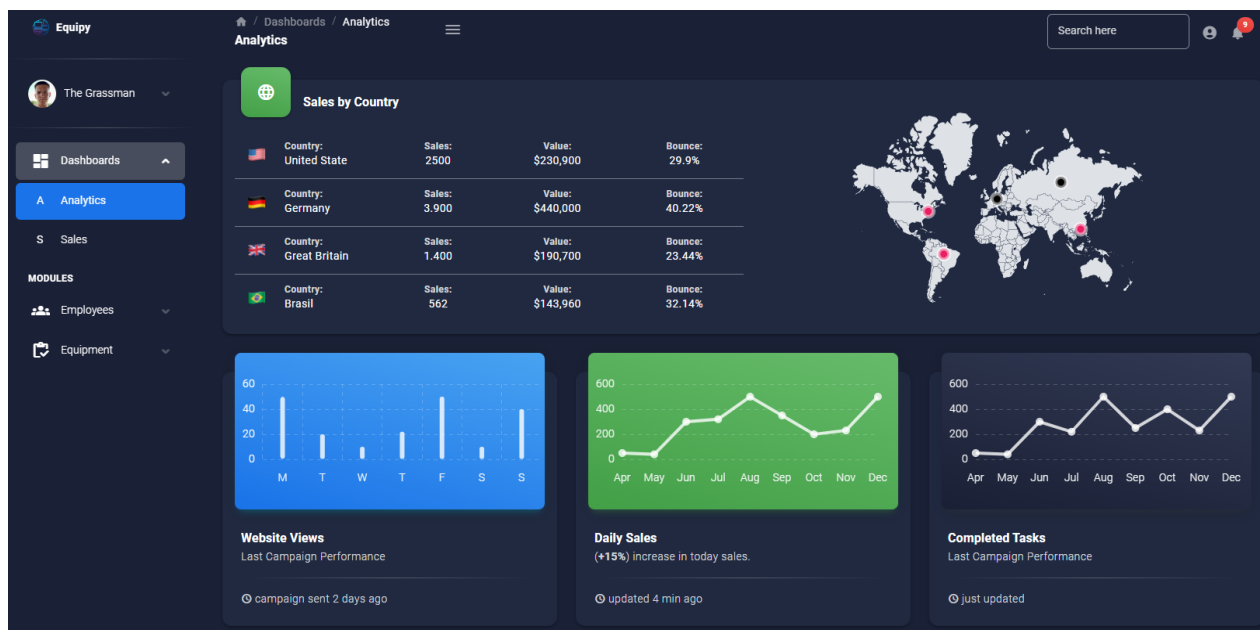 Equipy
/ Dashboards / Analytics
Analytics
Search here
9
The Grassman
Dashboards
A Analytics
S Sales
MODULES
Employees
Equipment
Sales by Country
Country: Sales: Value: Bounce:
United State 2500 $230,900 29.9%
Country: Sales: Value: Bounce:
Germany 3.900 $440,000 40.22%
Country: Sales: Value: Bounce:
Great Britain 1.400 $190,700 23.44%
Country: Sales: Value: Bounce:
Brasil 562 $143,960 32.14%
60
40
20
0
M T W T F S S
Website Views
Last Campaign Performance
campaign sent 2 days ago
600
400
200
0
Apr May Jun Jul Aug Sep Oct Nov Dec
Daily Sales
(+15%) increase in today sales.
updated 4 min ago
600
400
200
0
Apr May Jun Jul Aug Sep Oct Nov Dec
Completed Tasks
Last Campaign Performance
just updated